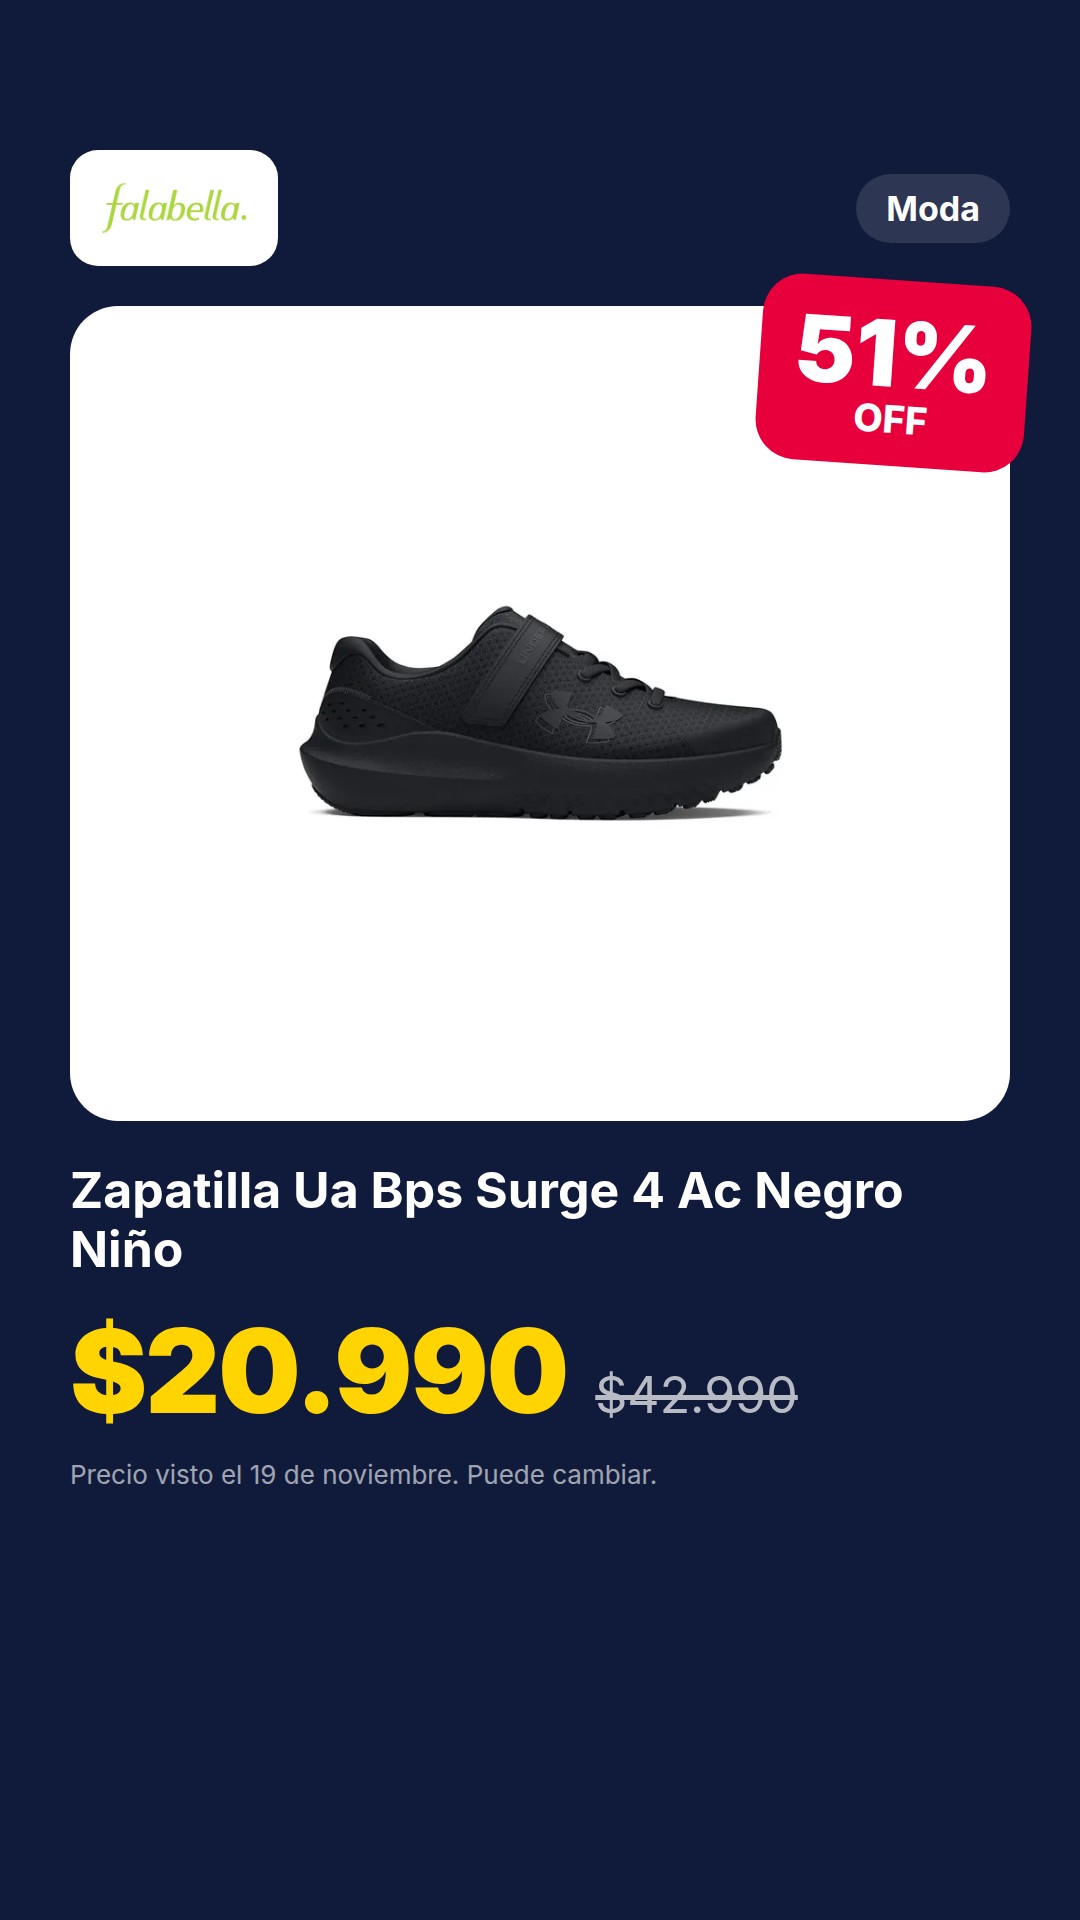 falabella.
Moda
51%
OFF
Zapatilla Ua Bps Surge 4 Ac Negro
Niño
$20.990 $42.990
Precio visto el 19 de noviembre. Puede cambiar.